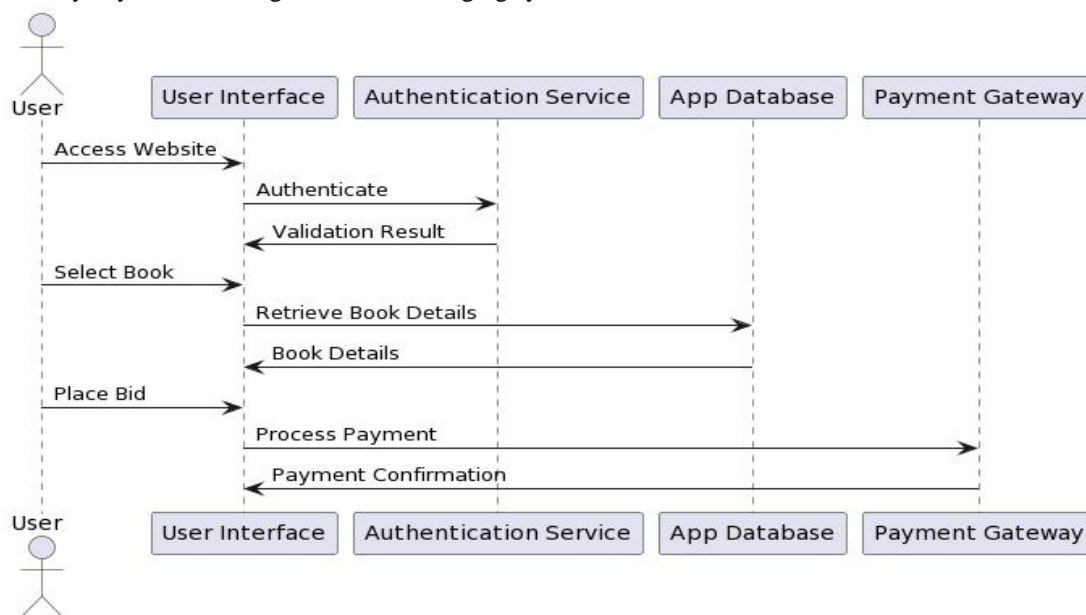 User
User Interface
Authentication Service
App Database
Payment Gateway
Access Website
Authenticate
Validation Result
Select Book
Retrieve Book Details
Book Details
Place Bid
Process Payment
Payment Confirmation
User
User Interface
Authentication Service
App Database
Payment Gateway